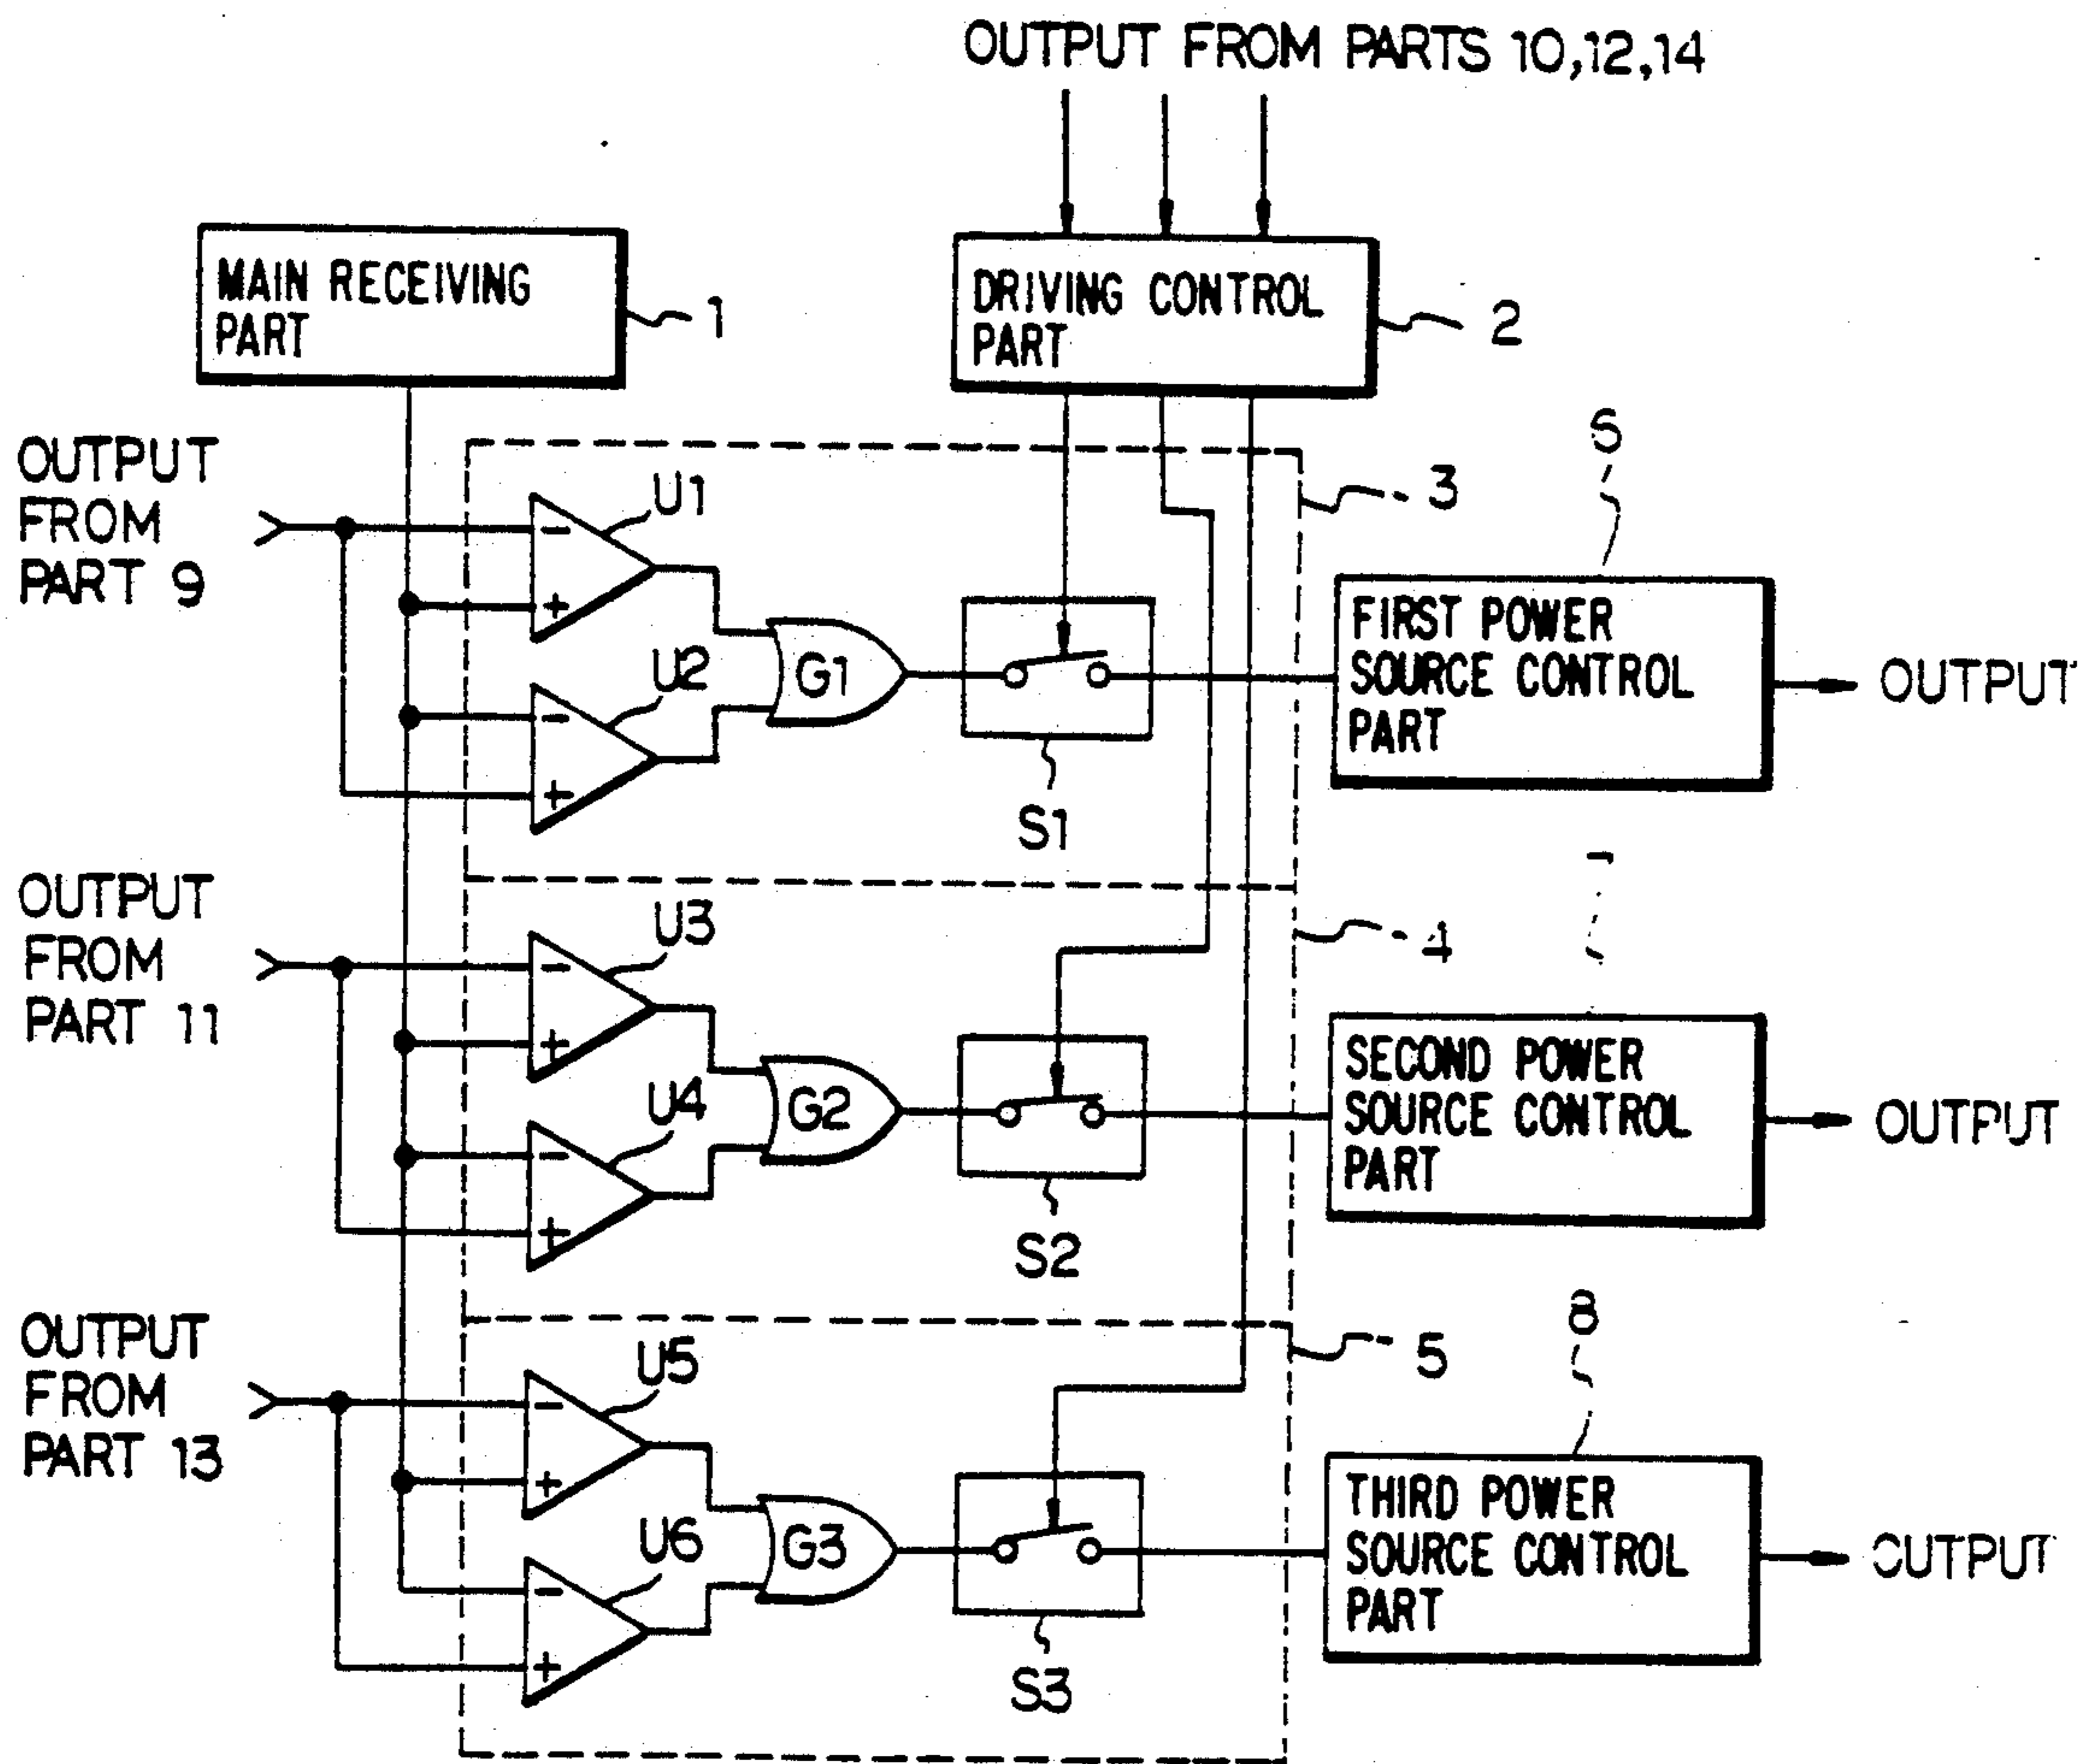 OUTPUT FROM PARTS 10,12,14
MAIN RECEIVING
PART
1
DRIVING CONTROL
PART
2
OUTPUT
FROM
PART 9
U1
-
+
U2
-
+
G1
S1
3
6
FIRST POWER
SOURCE CONTROL
PART
OUTPUT
OUTPUT
FROM
PART 11
U3
-
+
U4
-
+
G2
S2
4
7
SECOND POWER
SOURCE CONTROL
PART
OUTPUT
OUTPUT
FROM
PART 13
U5
-
+
U6
-
+
G3
S3
5
8
THIRD POWER
SOURCE CONTROL
PART
OUTPUT